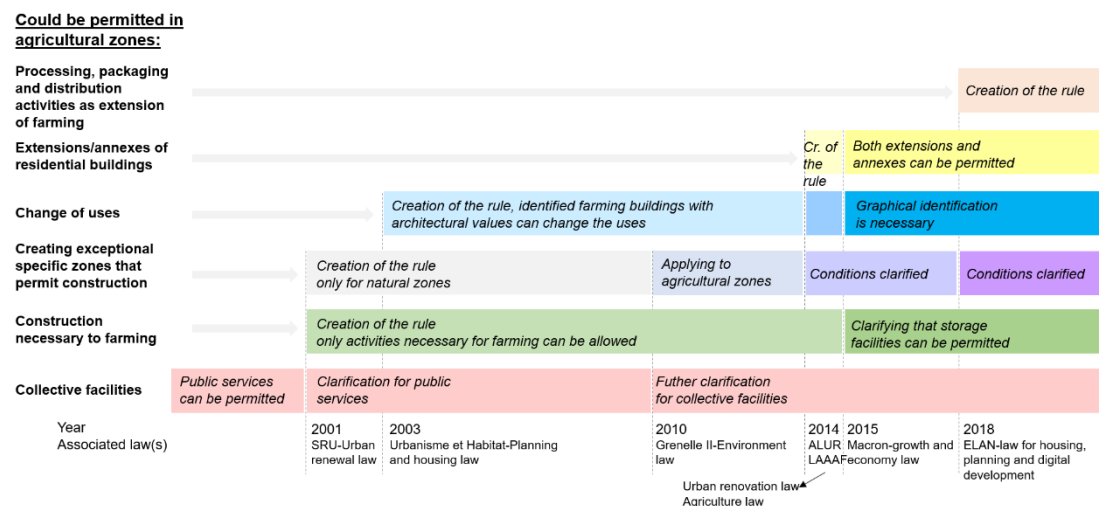 Could be permitted in
agricultural zones:
Processing, packaging
and distribution
activities as extension
of farming
Creation of the rule
Extensions/annexes of
residential buildings
Cr. of
the
rule
Both extensions and
annexes can be permitted
Change of uses
Creation of the rule, identified farming buildings with
architectural values can change the uses
Graphical identification
is necessary
Creating exceptional
specific zones that
permit construction
Creation of the rule
only for natural zones
Applying to
agricultural zones
Conditions clarified
Conditions clarified
Construction
necessary to farming
Creation of the rule
only activities necessary for farming can be allowed
Clarifying that storage
facilities can be permitted
Collective facilities
Public services
can be permitted
Clarification for public
services
Futher clarification
for collective facilities
Year
Associated law(s)
2001
SRU-Urban
renewal law
2003
Urbanisme et Habitat-Planning
and housing law
2010
Grenelle II-Environment
law
2014
ALUR
LAAAF
Urban renovation law
Agriculture law
2015
Macron-growth and
economy law
2018
ELAN-law for housing,
planning and digital
development